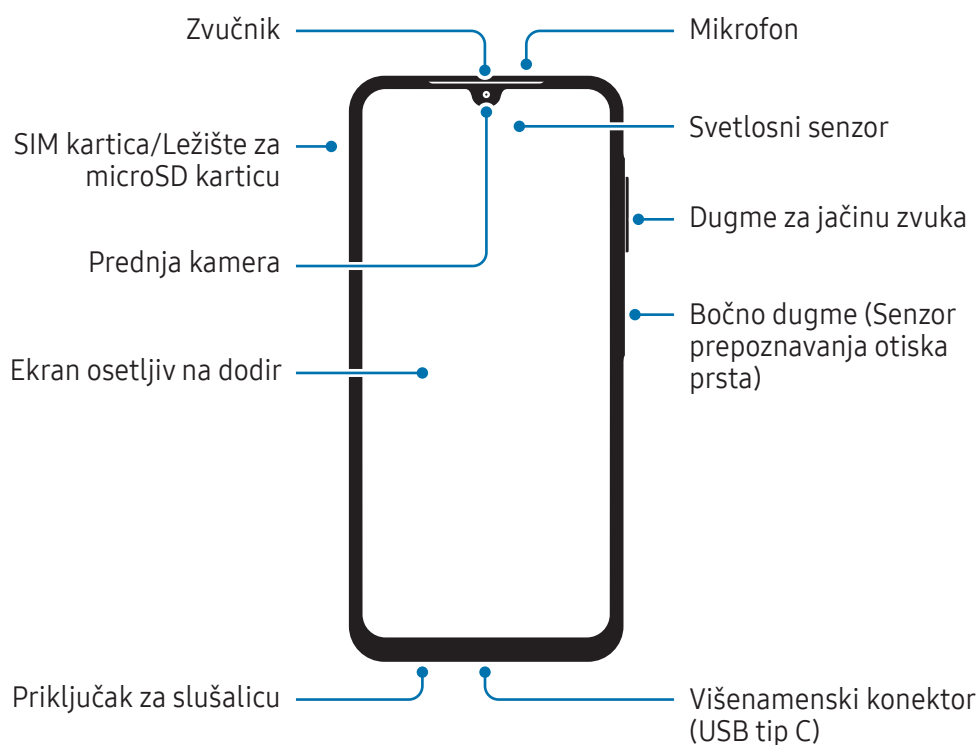 Zvučnik
Mikrofon
SIM kartica/Ležište za
microSD karticu
Svetlosni senzor
Dugme za jačinu zvuka
Prednja kamera
Bočno dugme (Senzor
prepoznavanja otiska
prsta)
Ekran osetljiv na dodir
Priključak za slušalicu
Višenamenski konektor
(USB tip C)